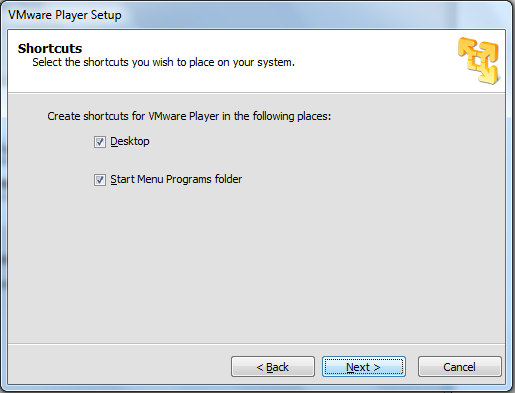 VMware Player Setup
Shortcuts
Select the shortcuts you wish to place on your system.
Create shortcuts for VMware Player in the following places:
Desktop
Start Menu Programs folder
< Back
Next >
Cancel